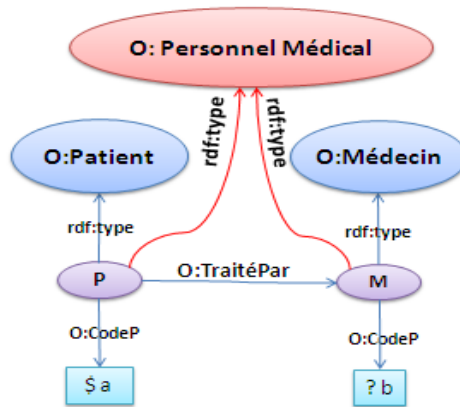 O: Personnel Médical
rdf:type
rdf:type
O:Patient
O:Médecin
rdf:type
rdf:type
P
O:TraitéPar
M
O:CodeP
O:CodeP
$ a
? b